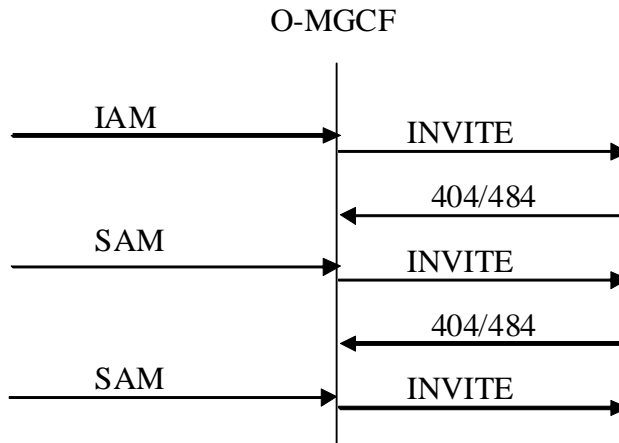 O-MGCF
IAM
INVITE
404/484
SAM
INVITE
404/484
SAM
INVITE